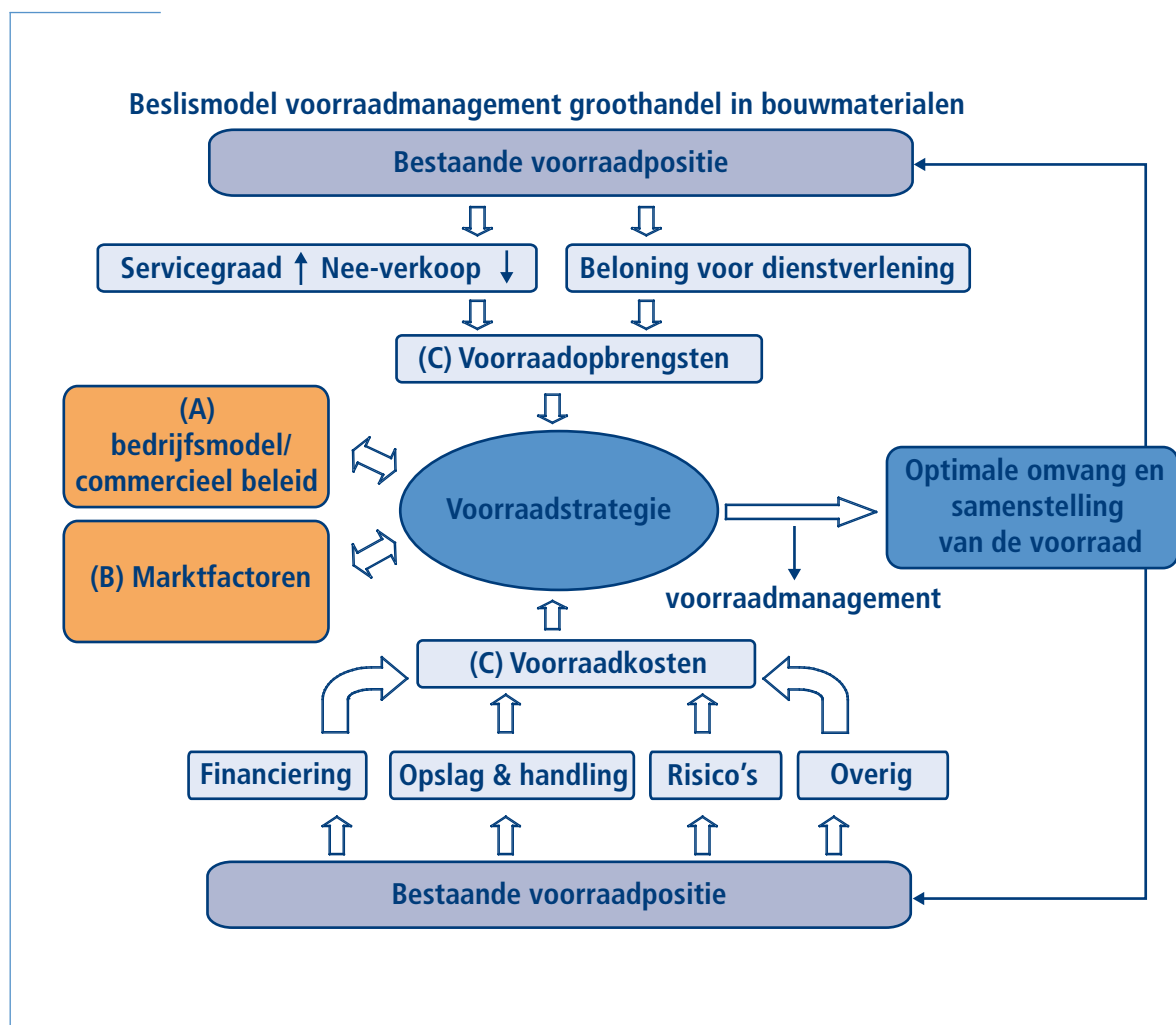 Beslismodel voorraadmanagement groothandel in bouwmaterialen
Bestaande voorraadpositie
Servicegraad ↑ Nee-verkoop ↓
Beloning voor dienstverlening
(C) Voorraadopbrengsten
(A)
bedrijfsmodel/
commercieel beleid
(B) Marktfactoren
Voorraadstrategie
Optimale omvang en
samenstelling
van de voorraad
voorraadmanagement
(C) Voorraadkosten
Financiering
Opslag & handling
Risico's
Overig
Bestaande voorraadpositie